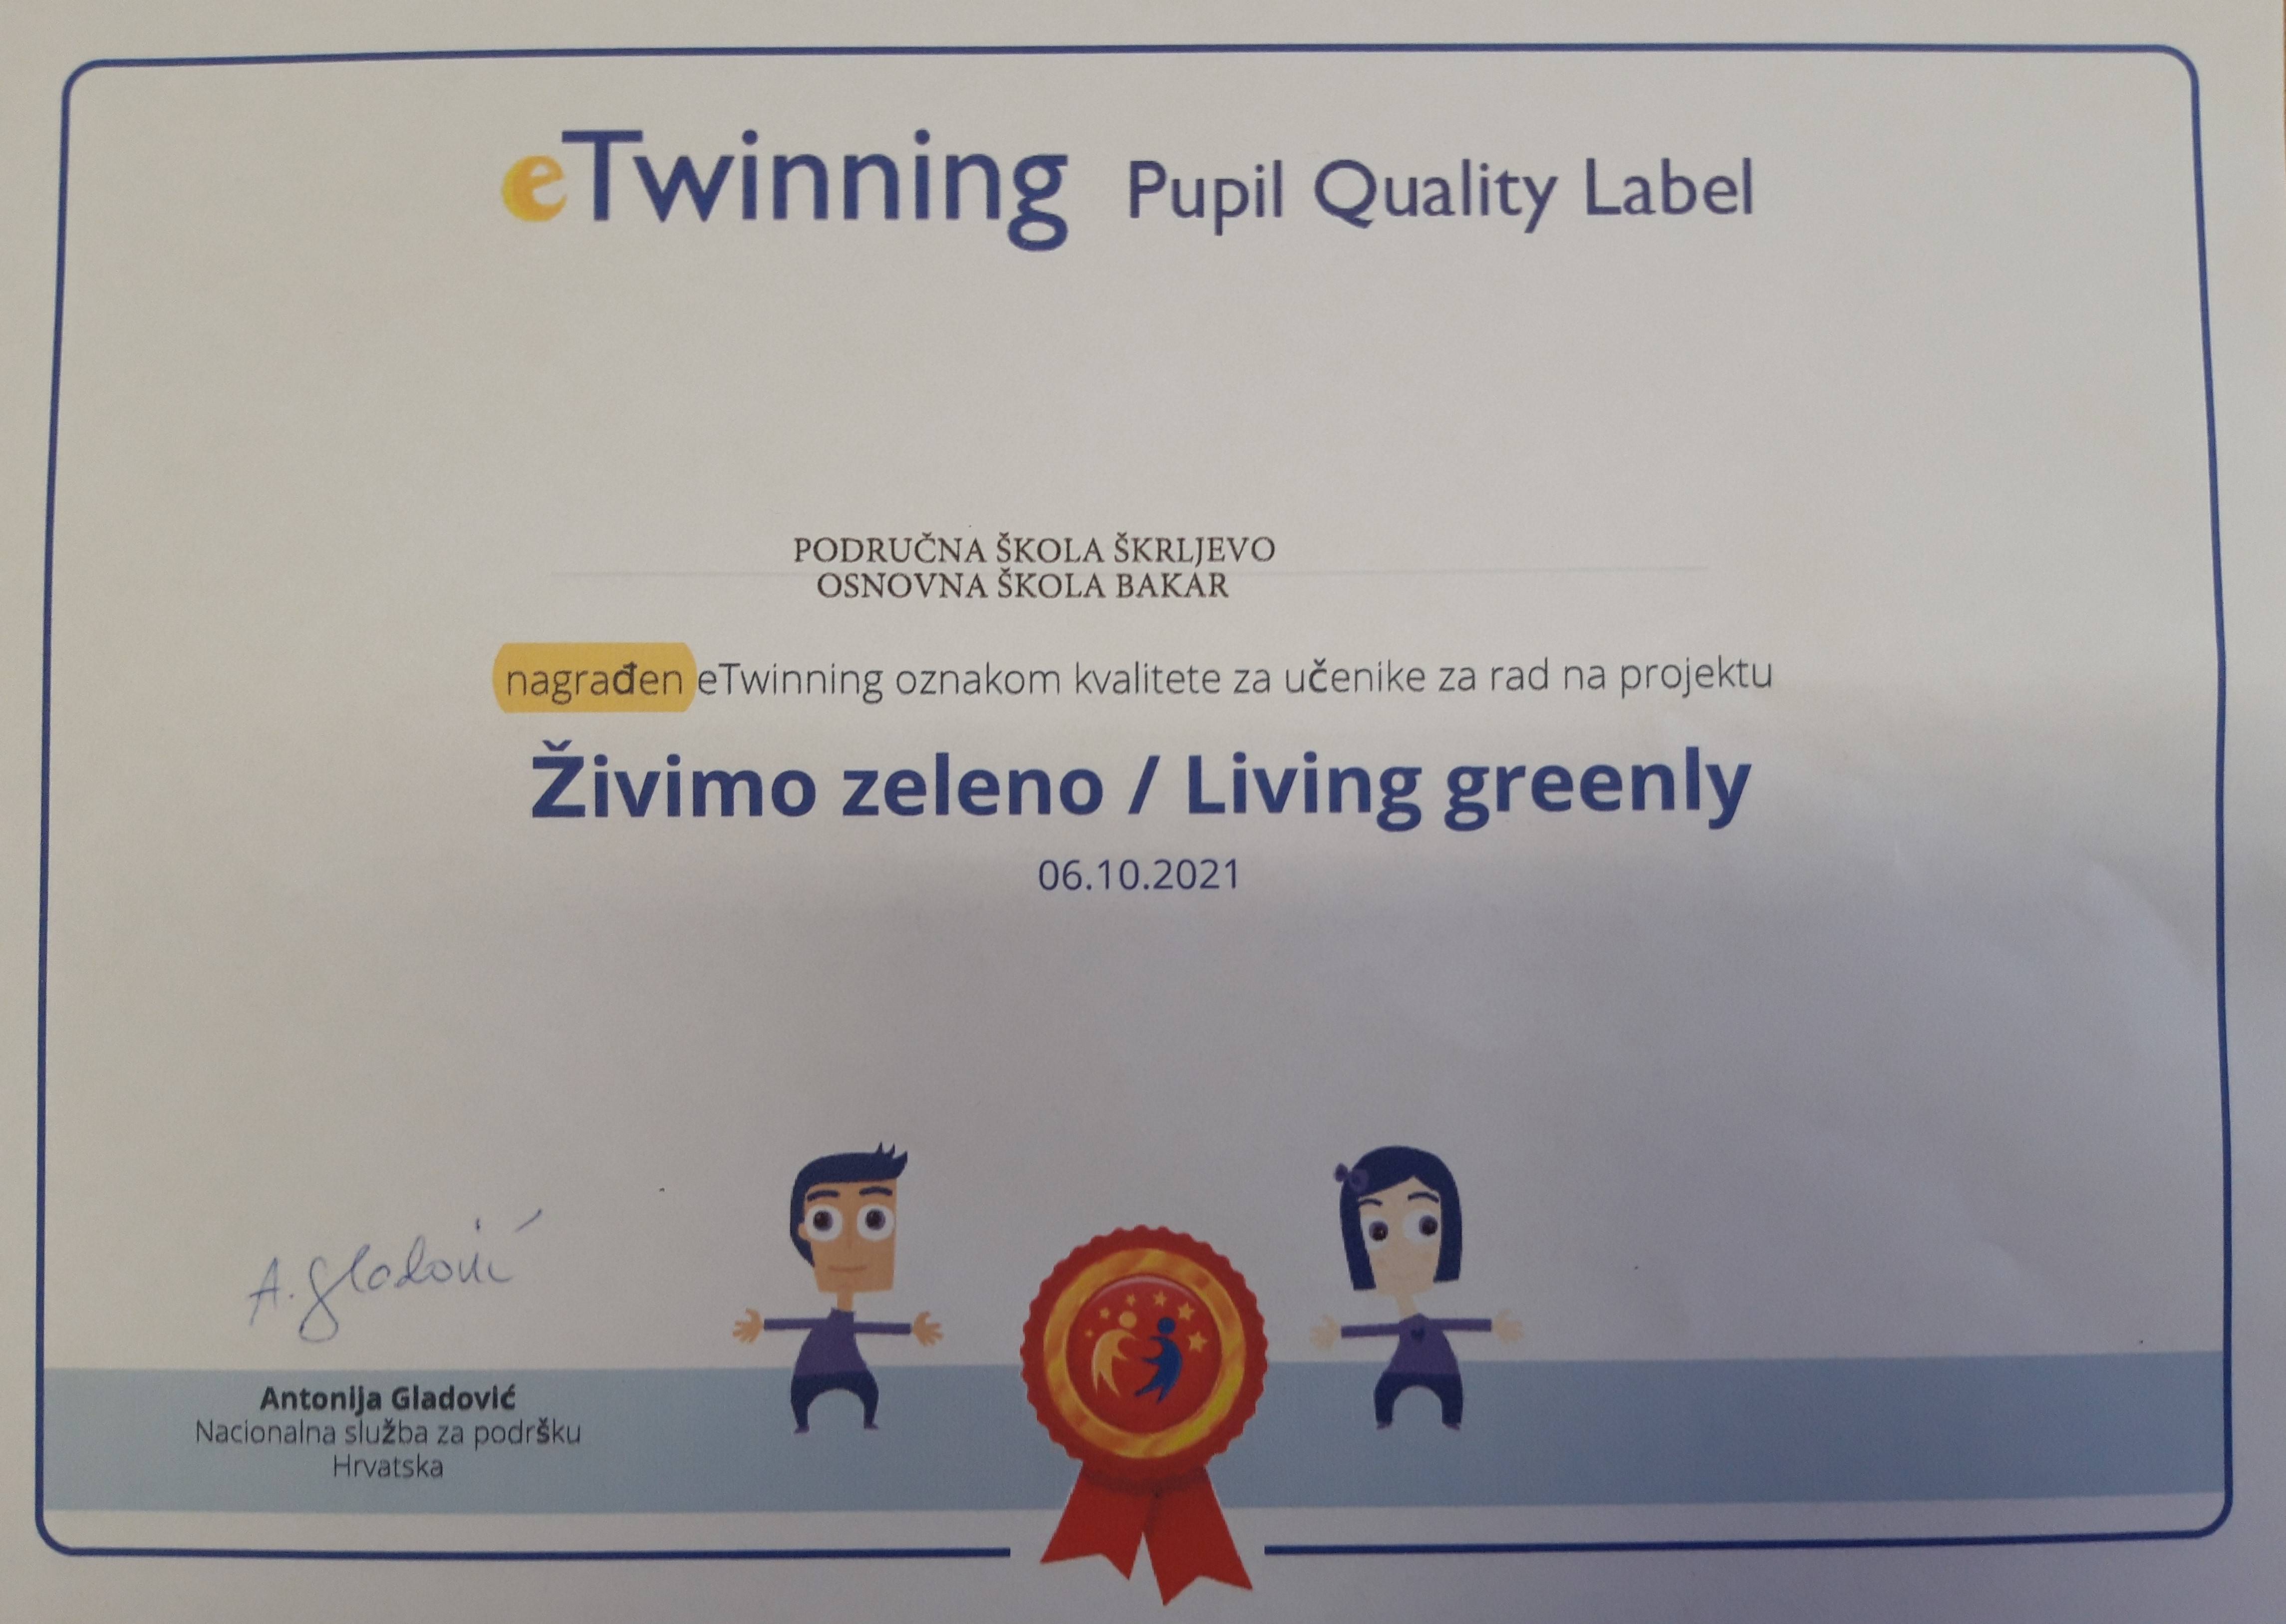 eTwinning Pupil Quality Label
PODRUČNA ŠKOLA ŠKRLJEVO
OSNOVNA ŠKOLA BAKAR
nagrađen eTwinning oznakom kvalitete za učenike za rad na projektu
Živimo zeleno / Living greenly
06.10.2021
A. Gladović
Antonija Gladović
Nacionalna služba za podršku
Hrvatska